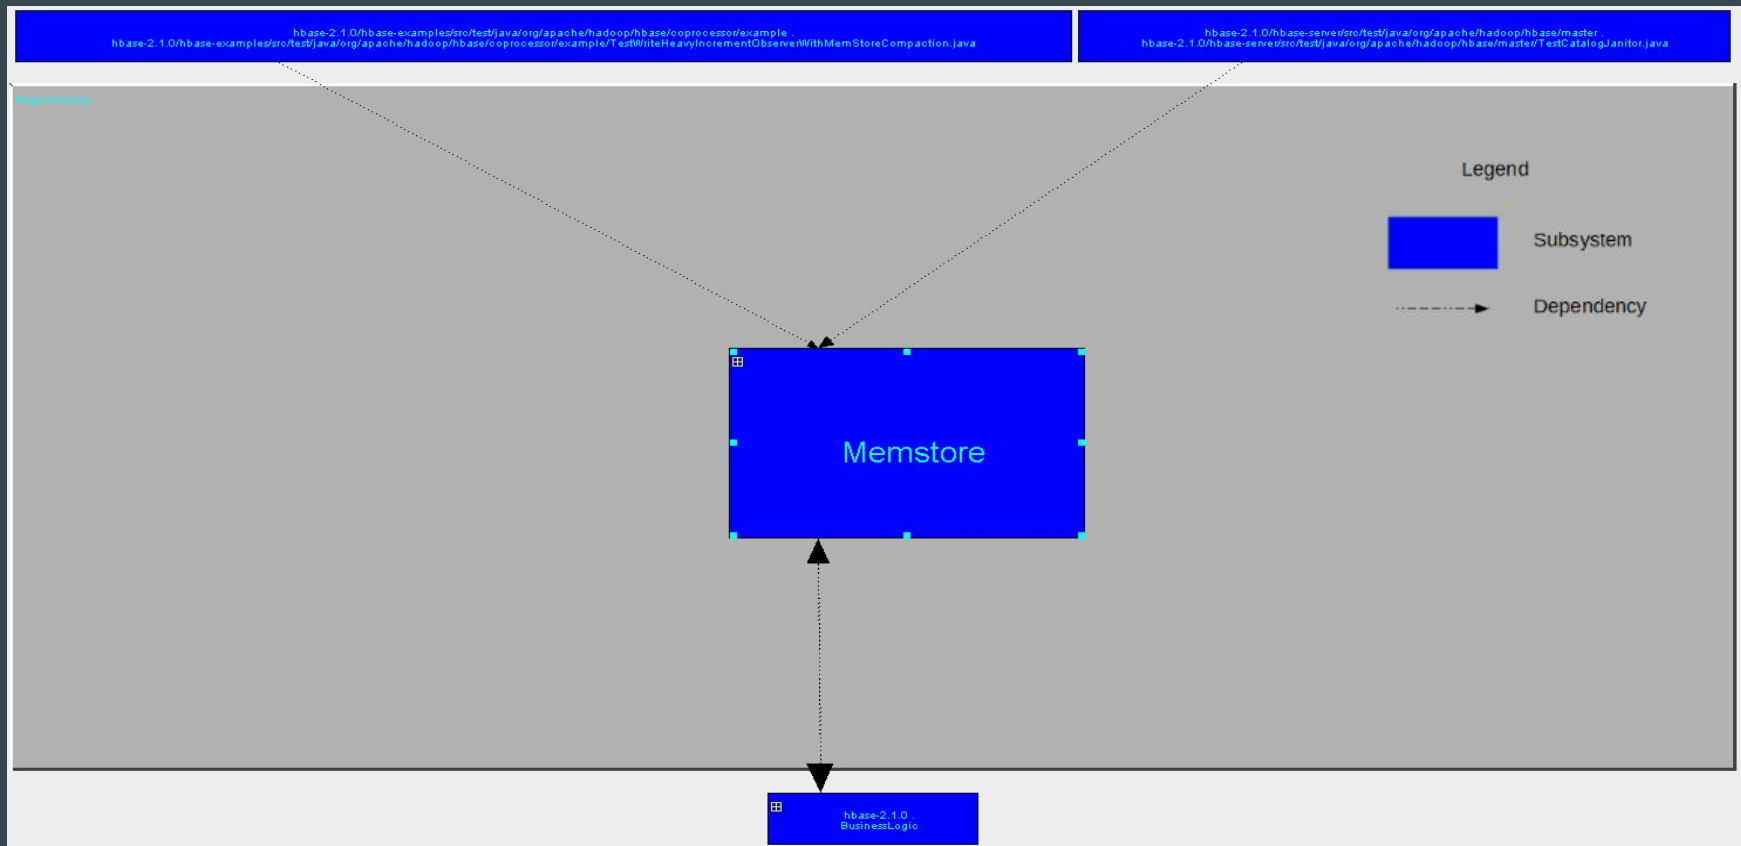 hbase-2.1.0/hbase-examples/src/test/java/org/apache/hadoop/hbase/coprocessor/example .
hbase-2.1.0/hbase-examples/src/test/java/org/apache/hadoop/hbase/coprocessor/example/TestWriteHeavyIncrementObserverWithMemStoreCompaction.java
hbase-2.1.0/hbase-server/src/test/java/org/apache/hadoop/hbase/master .
hbase-2.1.0/hbase-server/src/test/java/org/apache/hadoop/hbase/master/TestCatalogJanitor.java
Legend
Subsystem
Dependency
Memstore
hbase-2.1.0 .
BusinessLogic